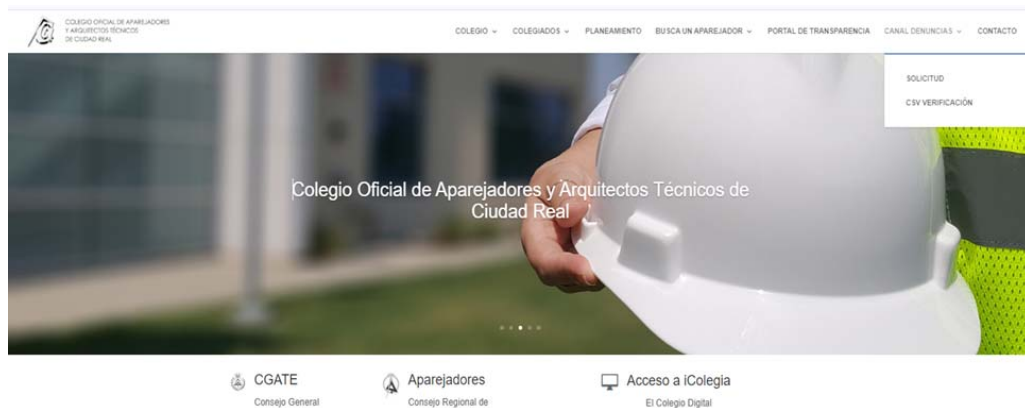 COLEGIO OFICIAL DE APAREJADORES
Y ARQUITECTOS TÉCNICOS
DE CIUDAD REAL
COLEGIO
COLEGIADOS
PLANEAMIENTO
BUSCA UN APAREJADOR
PORTAL DE TRANSPARENCIA
CANAL DENUNCIAS
CONTACTO
SOLICITUD
CSV VERIFICACIÓN
Colegio Oficial de Aparejadores y Arquitectos Técnicos de
Ciudad Real
CGATE
Consejo General
Aparejadores
Consejo Regional de
Acceso a iColegia
El Colegio Digital